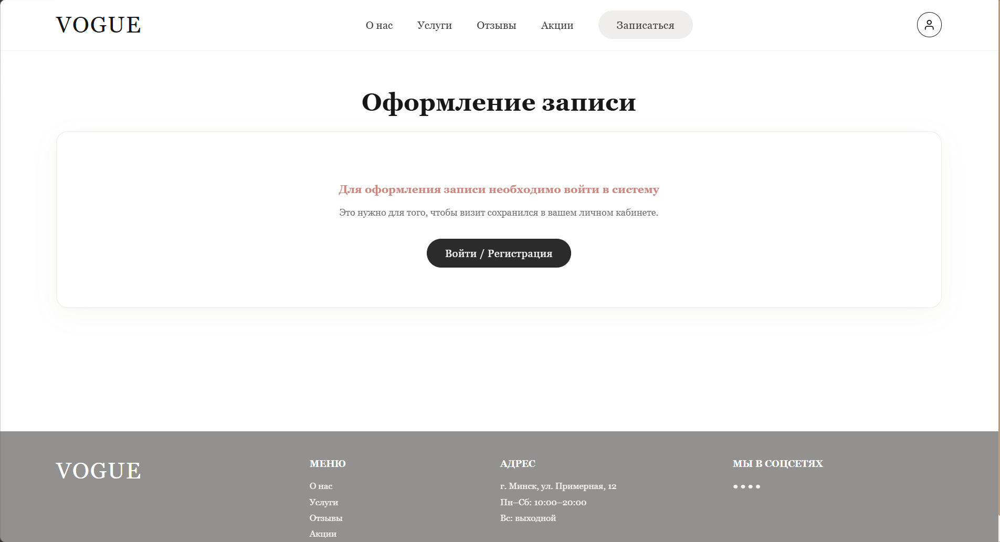 VOGUE
О нас
Услуги
Отзывы
Акции
Записаться
Оформление записи
Для оформления записи необходимо войти в систему
Это нужно для того, чтобы визит сохранился в вашем личном кабинете.
Войти / Регистрация
VOGUE
МЕНЮ
О нас
Услуги
Отзывы
Акции
АДРЕС
г. Минск, ул. Примерная, 12
Пн–Сб: 10:00–20:00
Вс: выходной
МЫ В СОЦСЕТЯХ
● ● ● ●